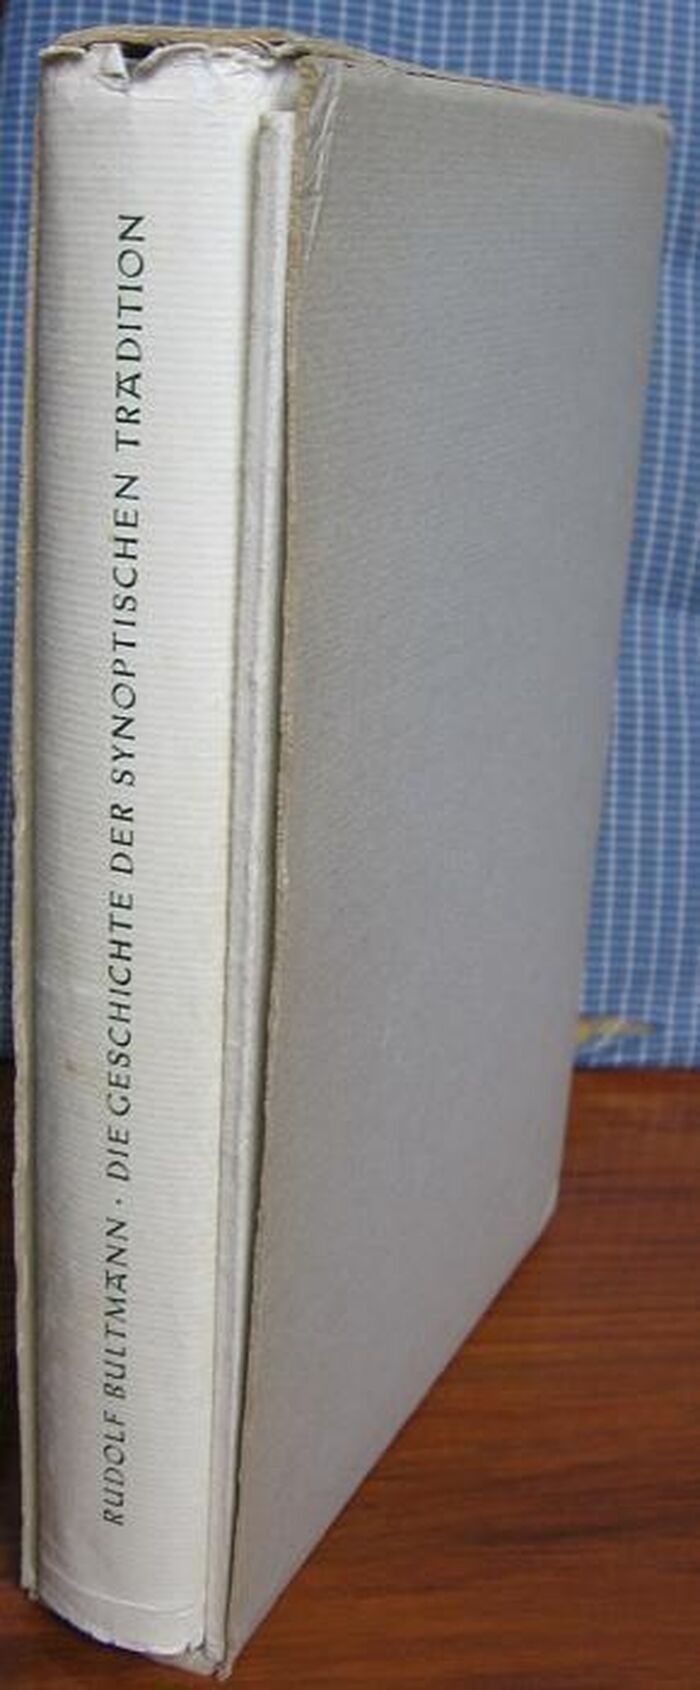 RUDOLF BULTMANN · DIE GESCHICHTE DER SYNOPTISCHEN TRADITION